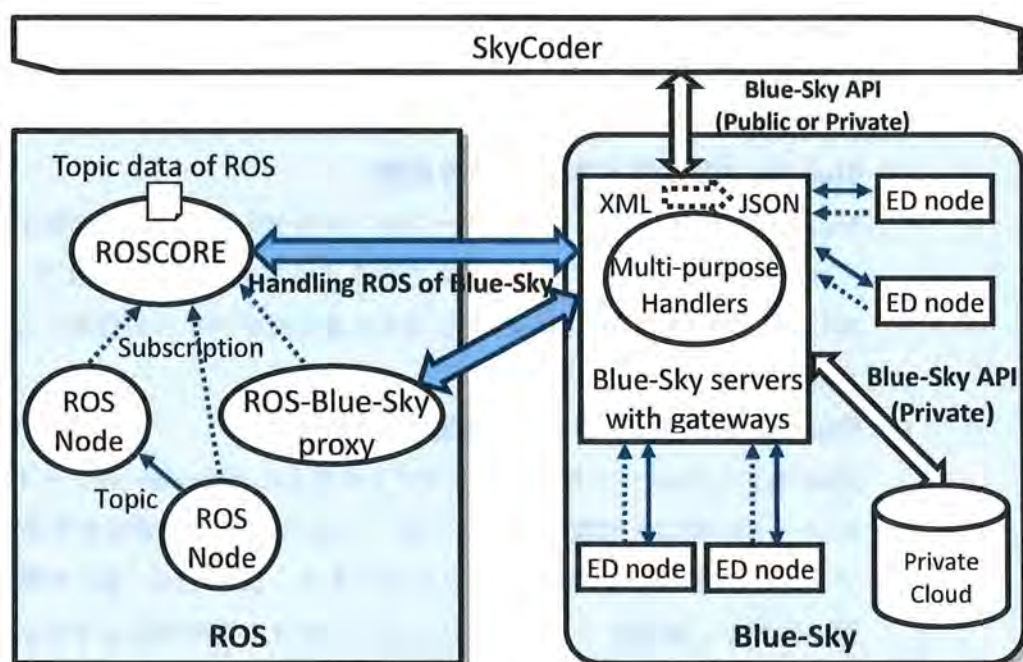 SkyCoder
Blue-Sky API
(Public or Private)
Topic data of ROS
ROSCORE
Handling ROS of Blue-Sky
Subscription
ROS
Node
ROS-Blue-Sky
proxy
Topic
ROS
Node
ROS
XML
JSON
Multi-purpose
Handlers
Blue-Sky servers
with gateways
ED node
ED node
Blue-Sky API
(Private)
ED node
ED node
Private
Cloud
Blue-Sky